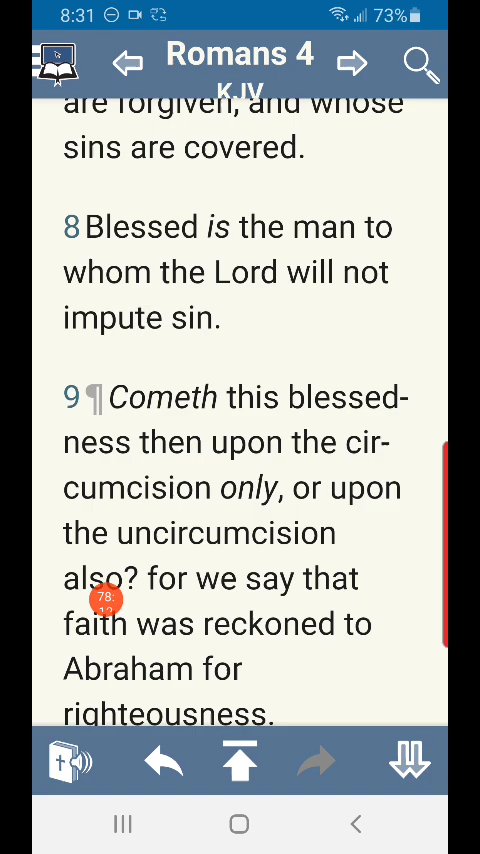 8:31 73%
Romans 4
KJV
are forgiven, and whose
sins are covered.
8 Blessed is the man to
whom the Lord will not
impute sin.
9 ¶ Cometh this blessed-
ness then upon the cir-
cumcision only, or upon
the uncircumcision
also? for we say that
78:
faith was reckoned to
Abraham for
righteousness.